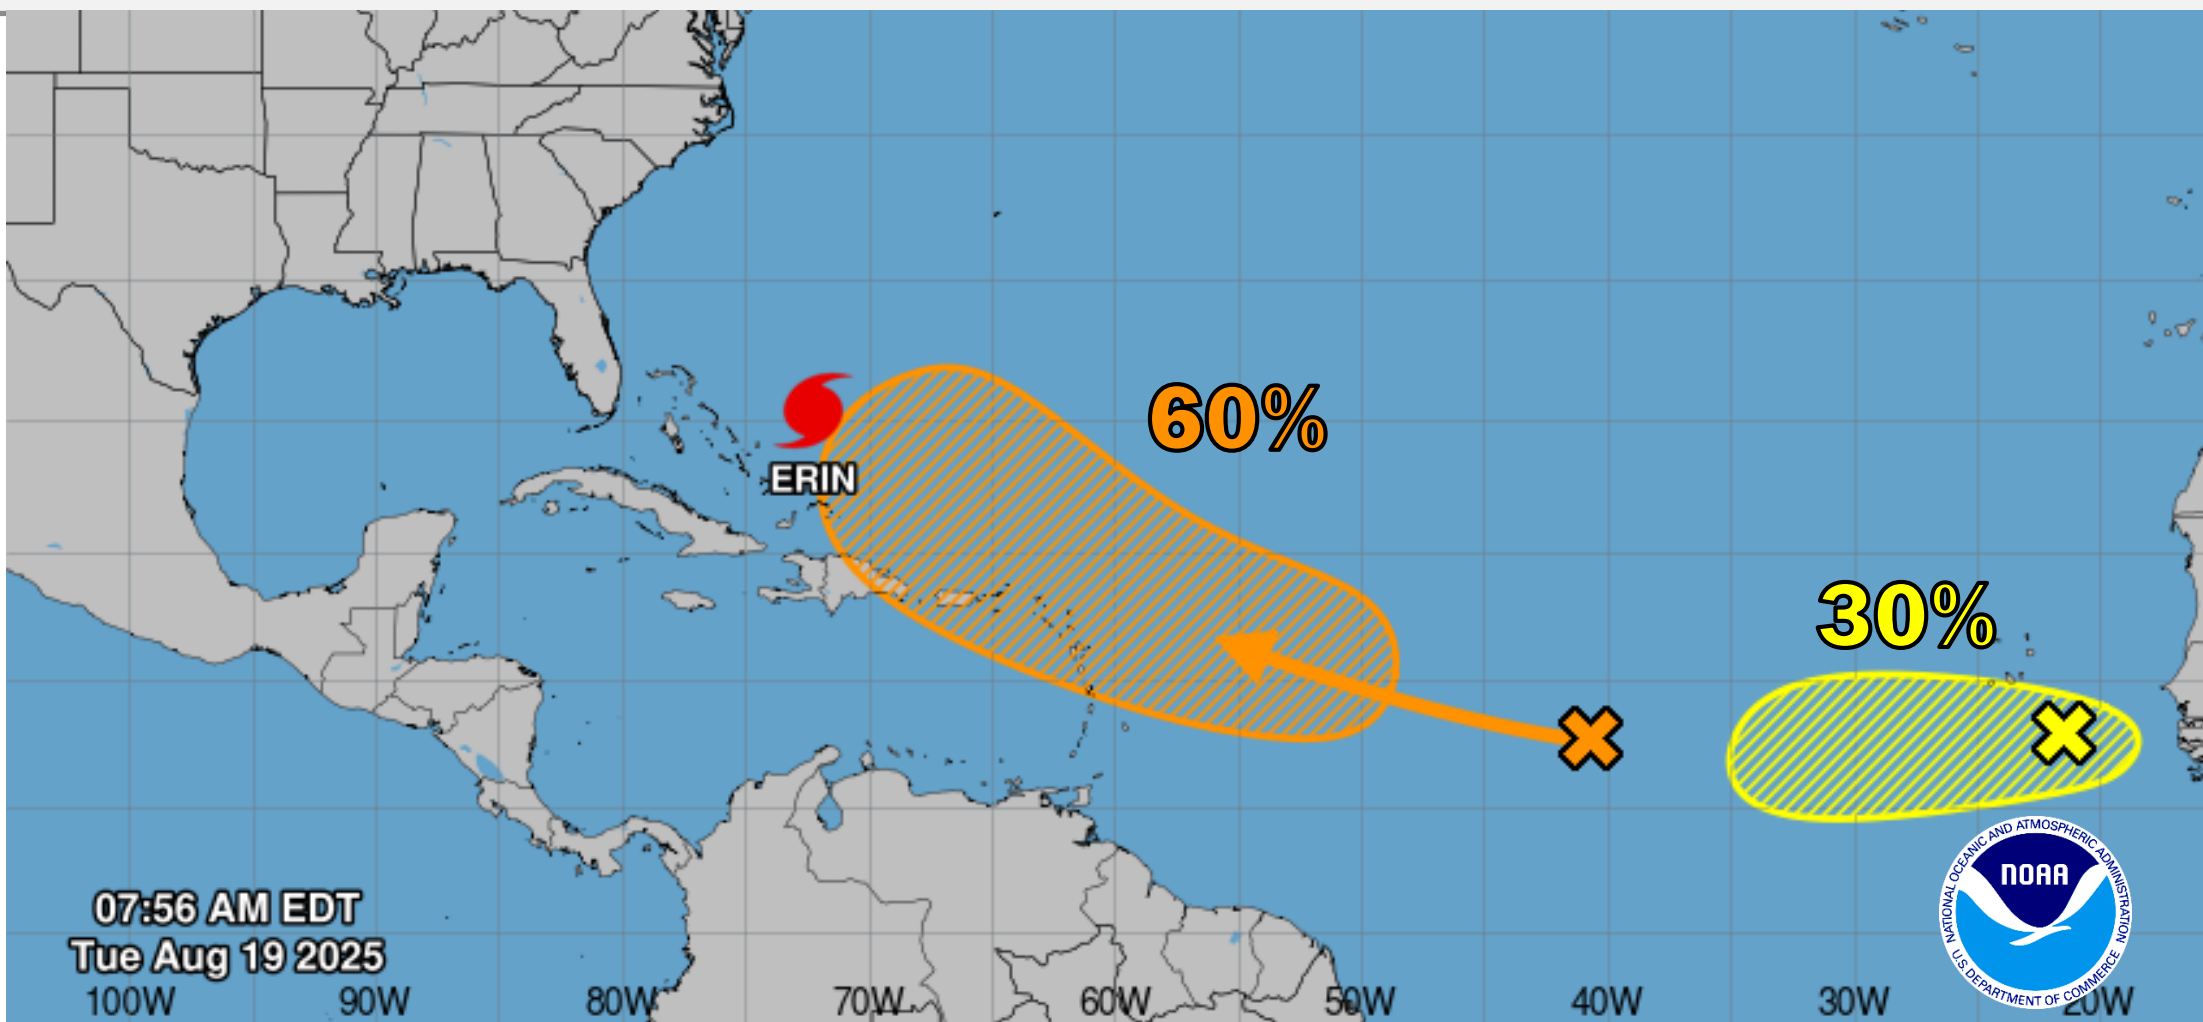 60%
ERIN
30%
NOAA
NATIONAL OCEANIC AND ATMOSPHERIC ADMINISTRATION
U.S. DEPARTMENT OF COMMERCE
07:56 AM EDT
Tue Aug 19 2025
100W 90W 80W 70W 60W 50W 40W 30W 20W